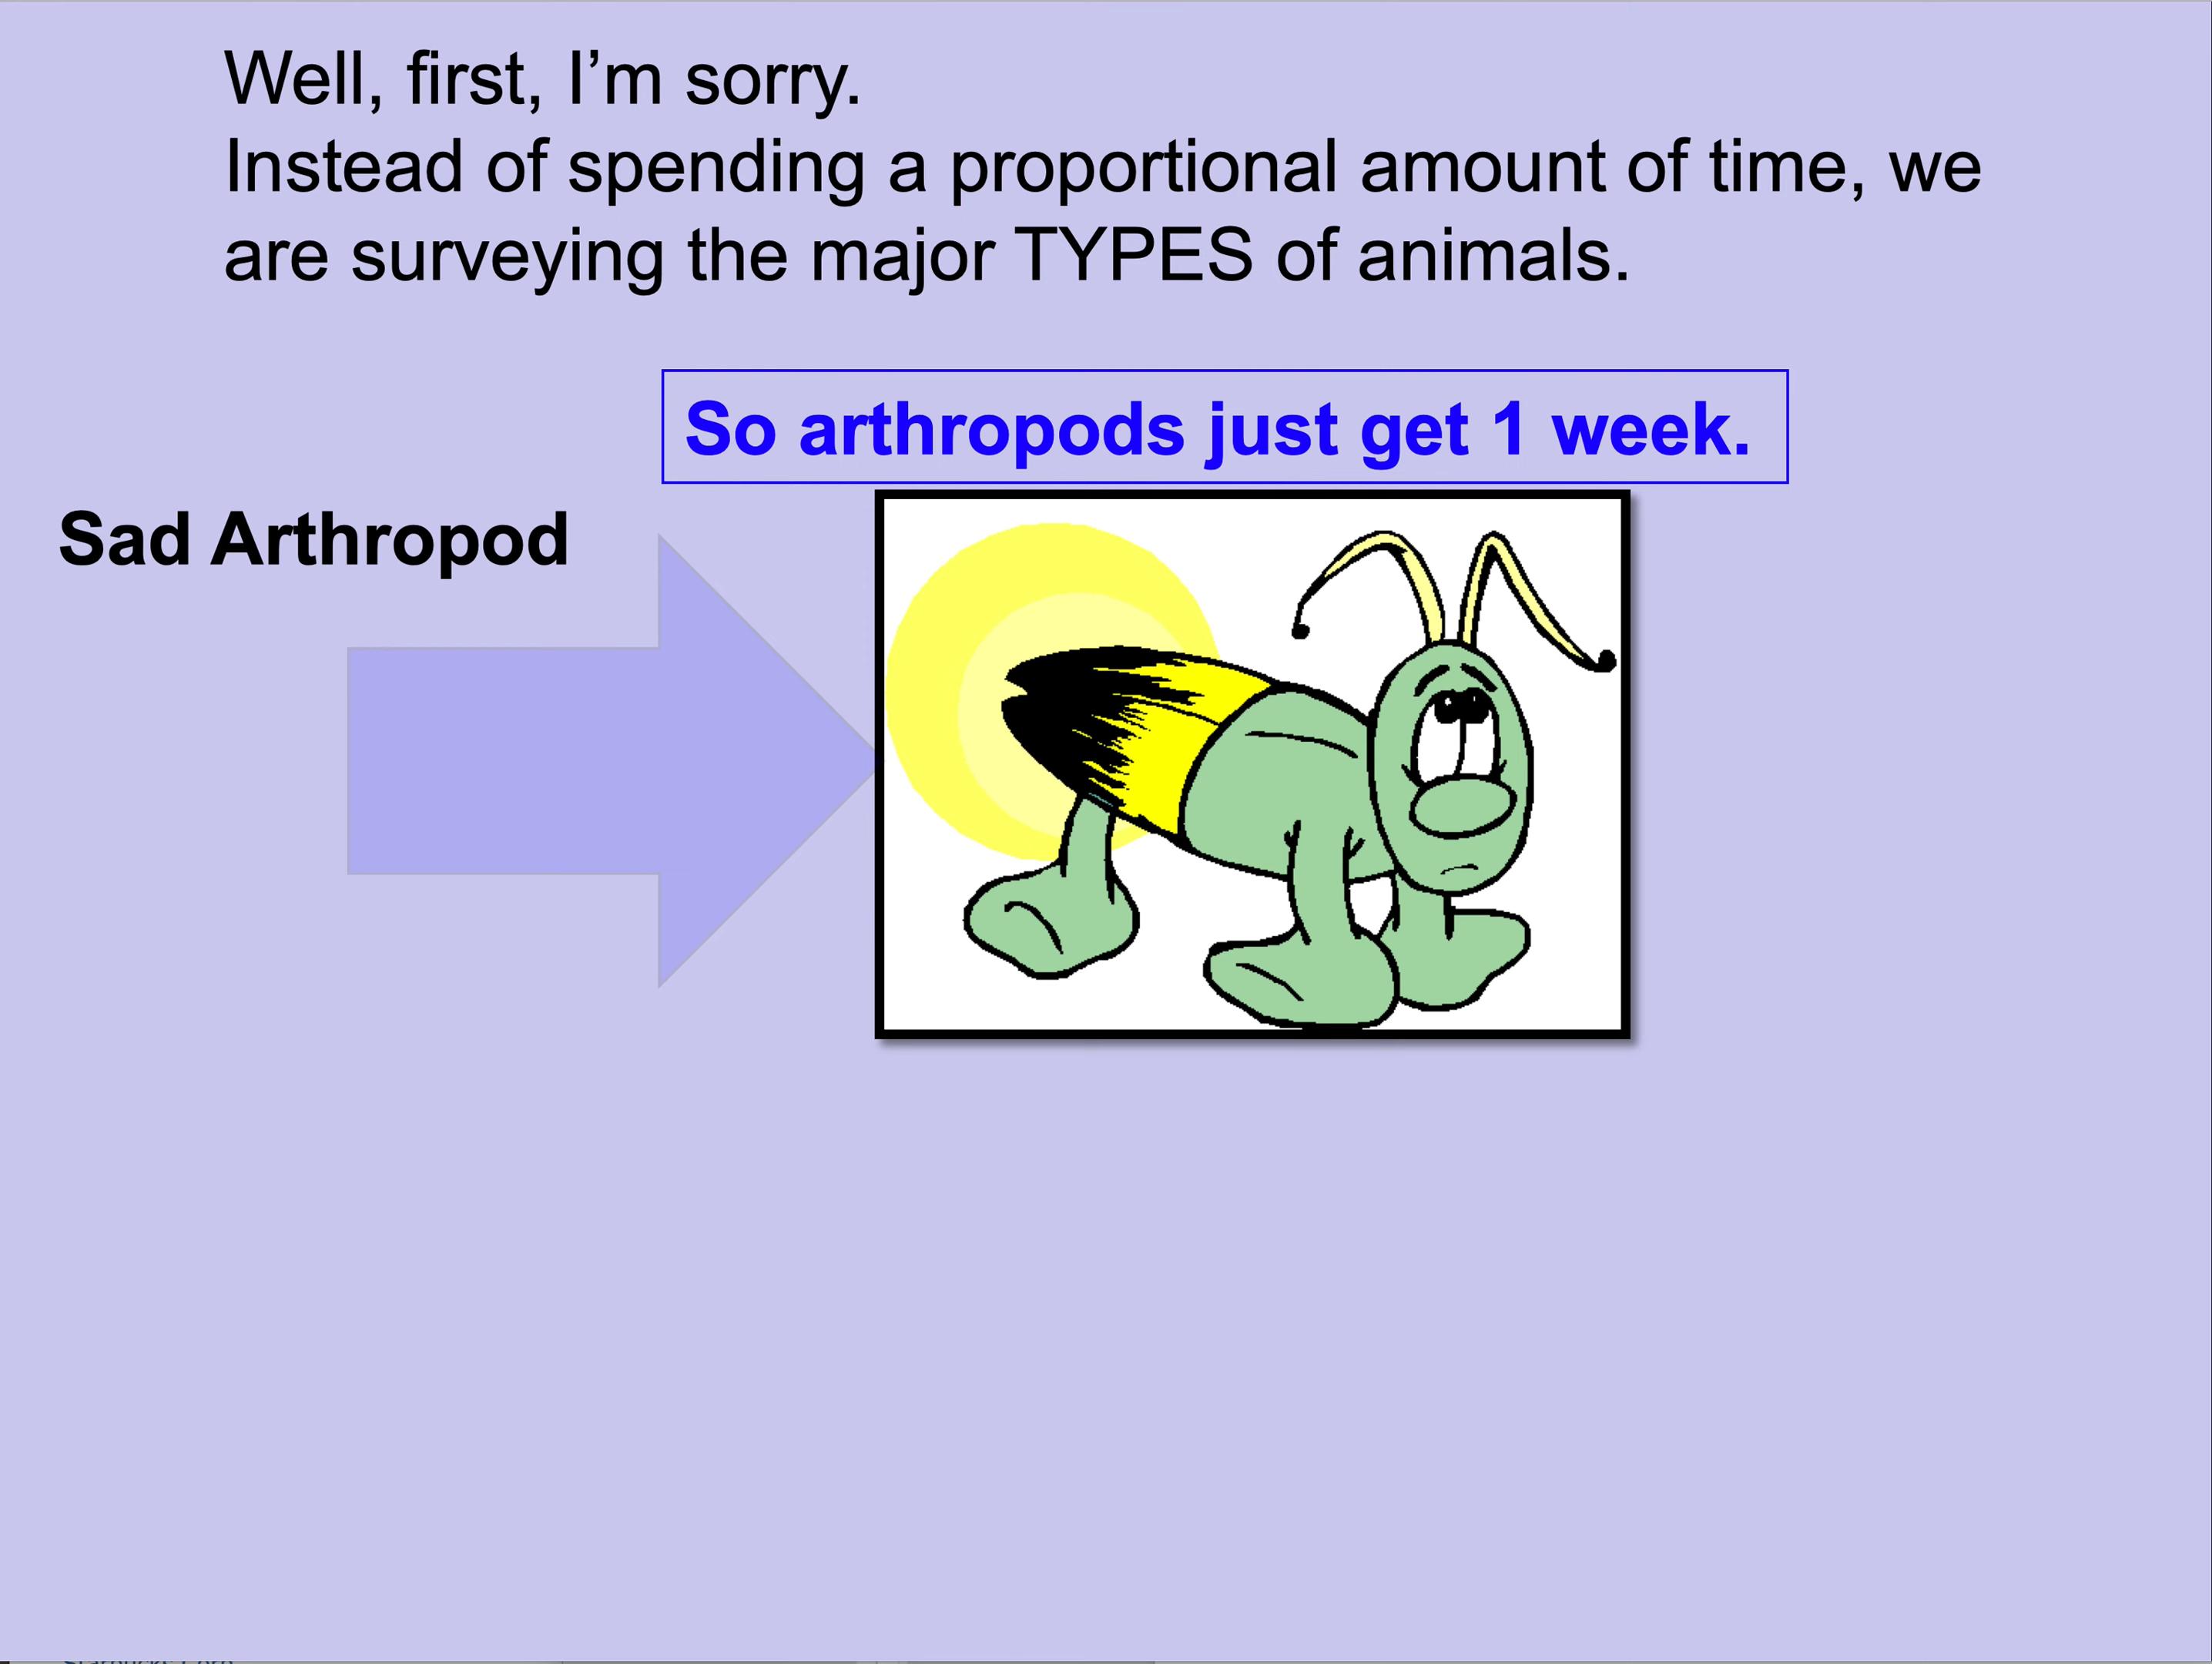 Well, first, I’m sorry.
Instead of spending a proportional amount of time, we
are surveying the major TYPES of animals.
So arthropods just get 1 week.
Sad Arthropod